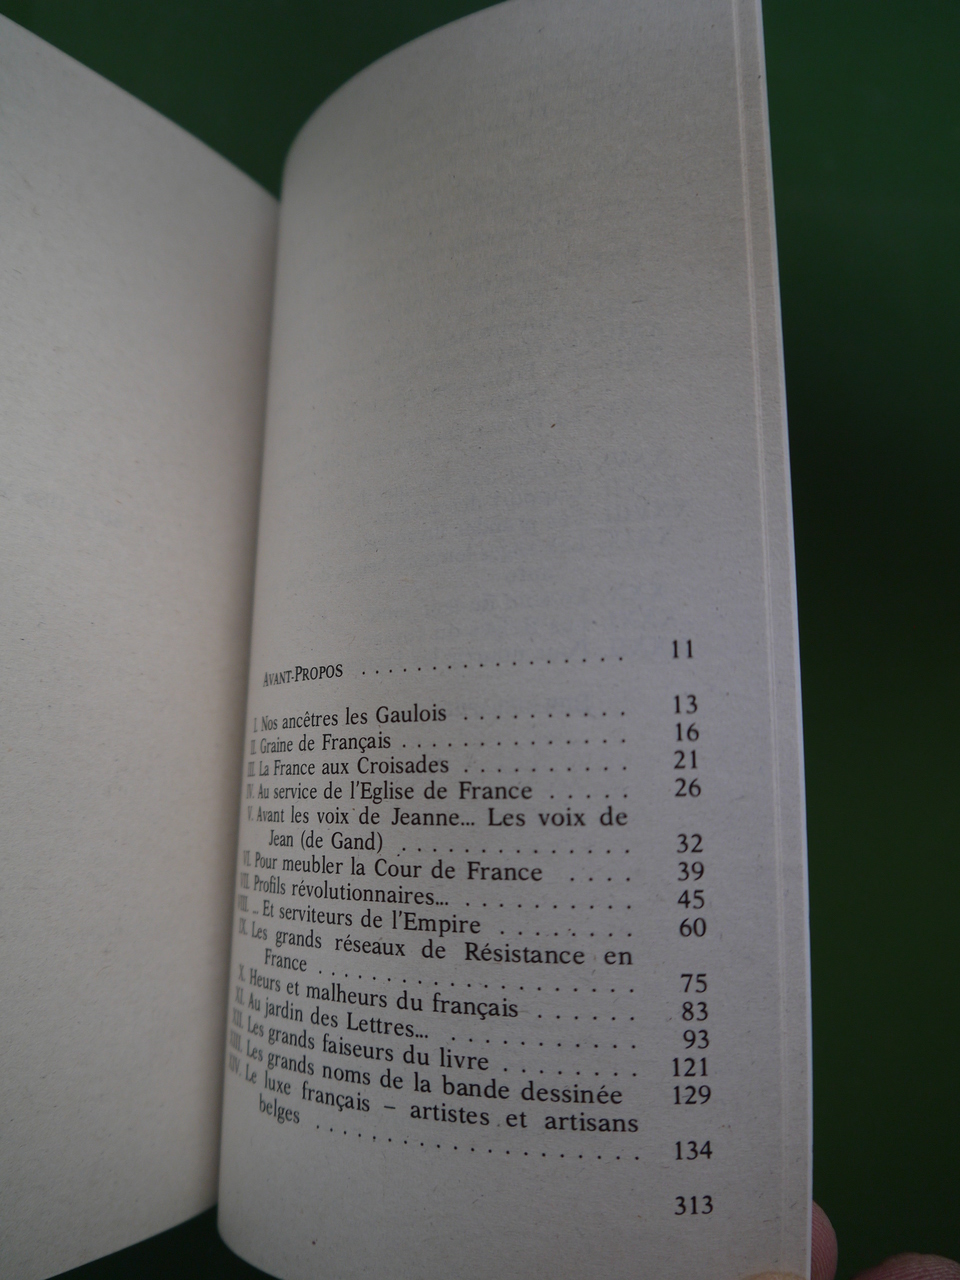 AVANT-PROPOS . . . . . . . . . . . . . . . . . 11
I. Nos ancêtres les Gaulois . . . . . . . . . . 13
II. Graine de Français . . . . . . . . . . . . . . 16
III. La France aux Croisades . . . . . . . . . . 21
IV. Au service de l'Eglise de France . . . . . 26
V. Avant les voix de Jeanne... Les voix de
Jean (de Gand) . . . . . . . . . . . . . . 32
VI. Pour meubler la Cour de France . . . . 39
VII. Profils révolutionnaires... . . . . . . . . . . 45
VIII. ... Et serviteurs de l'Empire . . . . . . . . 60
IX. Les grands réseaux de Résistance en
France . . . . . . . . . . . . . . . . . . 75
X. Heurs et malheurs du français . . . . . . 83
XI. Au jardin des Lettres... . . . . . . . . . . . 93
XII. Les grands faiseurs du livre . . . . . . . . 121
XIII. Les grands noms de la bande dessinée 129
XIV. Le luxe français – artistes et artisans
belges . . . . . . . . . . . . . . . . . . 134
313